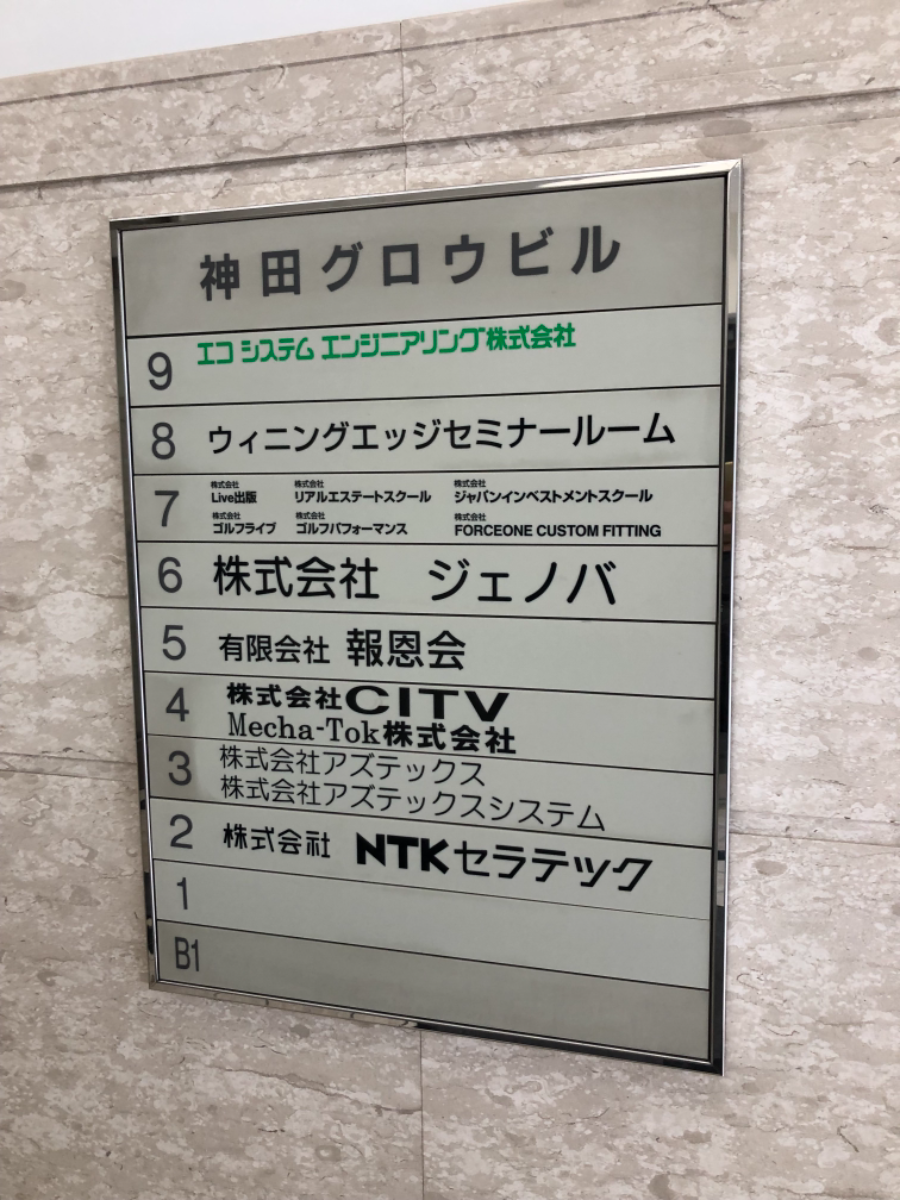 神田グロウビル
9 エコ システム エンジニアリング株式会社
8 ウィニングエッジセミナールーム
株式会社 株式会社 株式会社
7 Live出版 リアルエステートスクール ジャパンインベストメントスクール
株式会社 株式会社 株式会社
ゴルフライブ ゴルフパフォーマンス FORCEONE CUSTOM FITTING
6 株式会社 ジェノバ
5 有限会社 報恩会
4 株式会社CITV
Mecha-Tok株式会社
3 株式会社アズテックス
株式会社アズテックスシステム
2 株式会社 NTKセラテック
1
B1